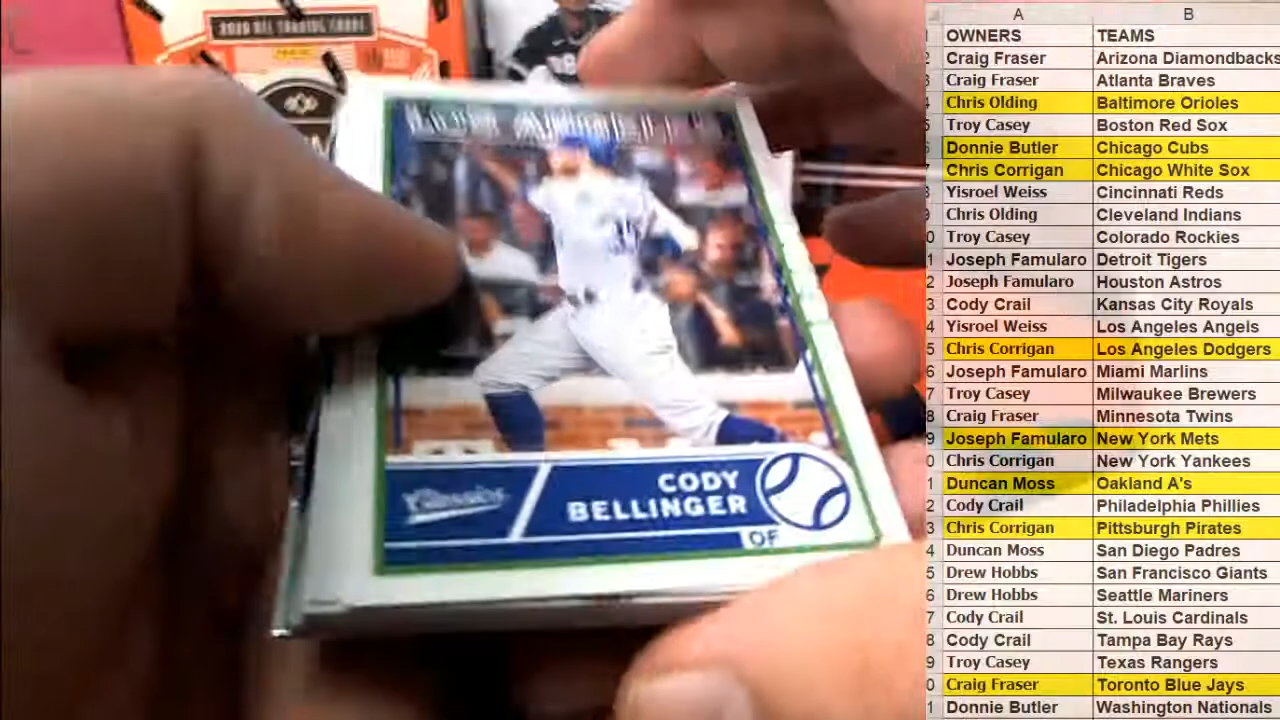 2020 MLB TRADING CARDS
LOS ANGELES
Classics
CODY
BELLINGER
OF
A B
OWNERS TEAMS
Craig Fraser Arizona Diamondbacks
Craig Fraser Atlanta Braves
Chris Olding Baltimore Orioles
Troy Casey Boston Red Sox
Donnie Butler Chicago Cubs
Chris Corrigan Chicago White Sox
Yisroel Weiss Cincinnati Reds
Chris Olding Cleveland Indians
Troy Casey Colorado Rockies
Joseph Famularo Detroit Tigers
Joseph Famularo Houston Astros
Cody Crail Kansas City Royals
Yisroel Weiss Los Angeles Angels
Chris Corrigan Los Angeles Dodgers
Joseph Famularo Miami Marlins
Troy Casey Milwaukee Brewers
Craig Fraser Minnesota Twins
Joseph Famularo New York Mets
Chris Corrigan New York Yankees
Duncan Moss Oakland A's
Cody Crail Philadelphia Phillies
Chris Corrigan Pittsburgh Pirates
Duncan Moss San Diego Padres
Drew Hobbs San Francisco Giants
Drew Hobbs Seattle Mariners
Cody Crail St. Louis Cardinals
Cody Crail Tampa Bay Rays
Troy Casey Texas Rangers
Craig Fraser Toronto Blue Jays
Donnie Butler Washington Nationals